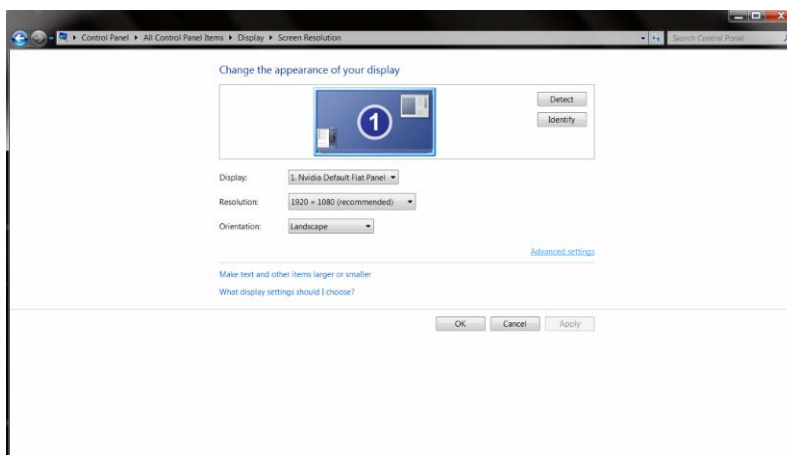 Control Panel ▸ All Control Panel Items ▸ Display ▸ Screen Resolution
Search Control Panel
Change the appearance of your display
1
Detect
Identify
Display: 1. Nvidia Default Flat Panel
Resolution: 1920 × 1080 (recommended)
Orientation: Landscape
Advanced settings
Make text and other items larger or smaller
What display settings should I choose?
OK Cancel Apply